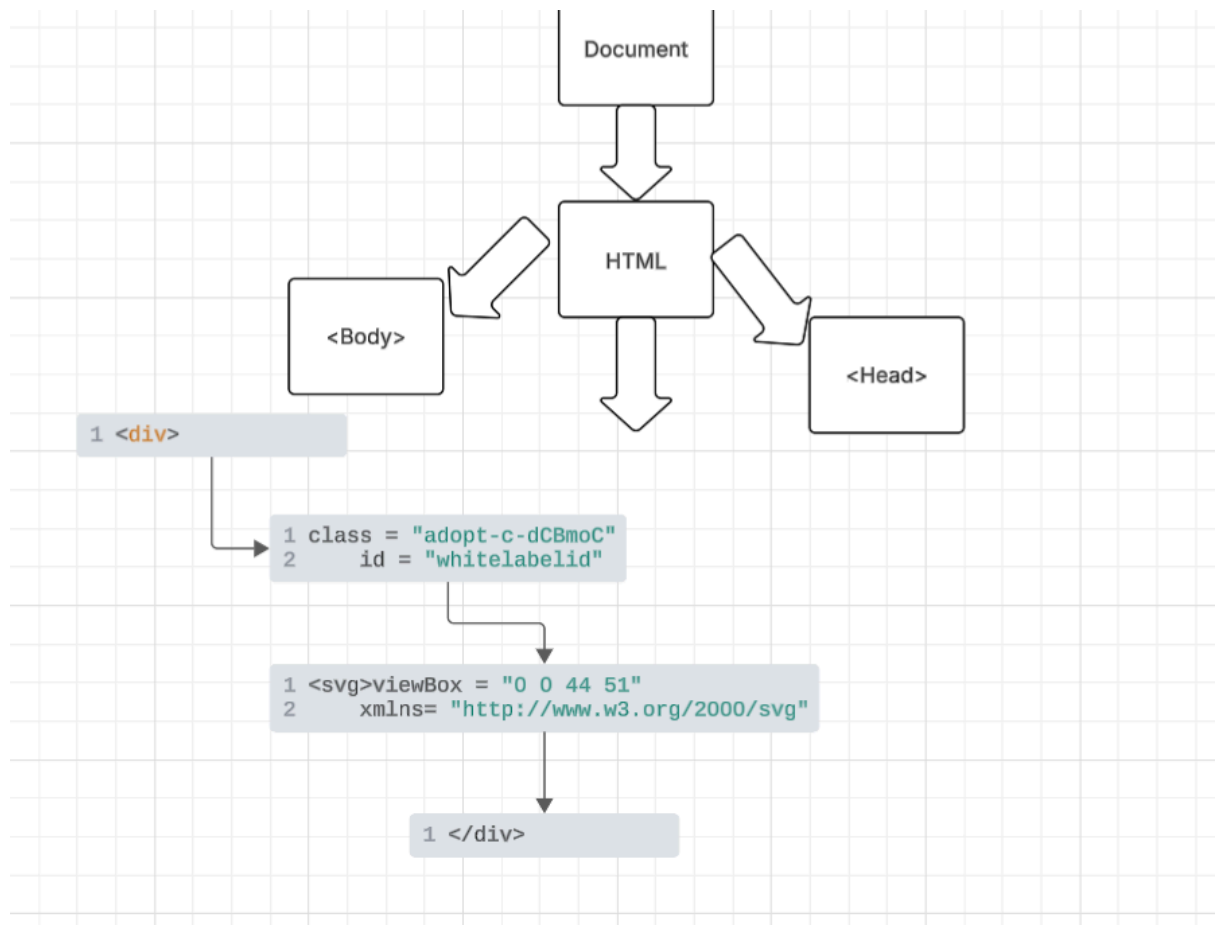 Document
HTML
<Body>
<Head>
1 <div>
1 class = "adopt-c-dCBmoC"
2 id = "whitelabelid"
1 <svg>viewBox = "0 0 44 51"
2 xmlns= "http://www.w3.org/2000/svg"
1 </div>